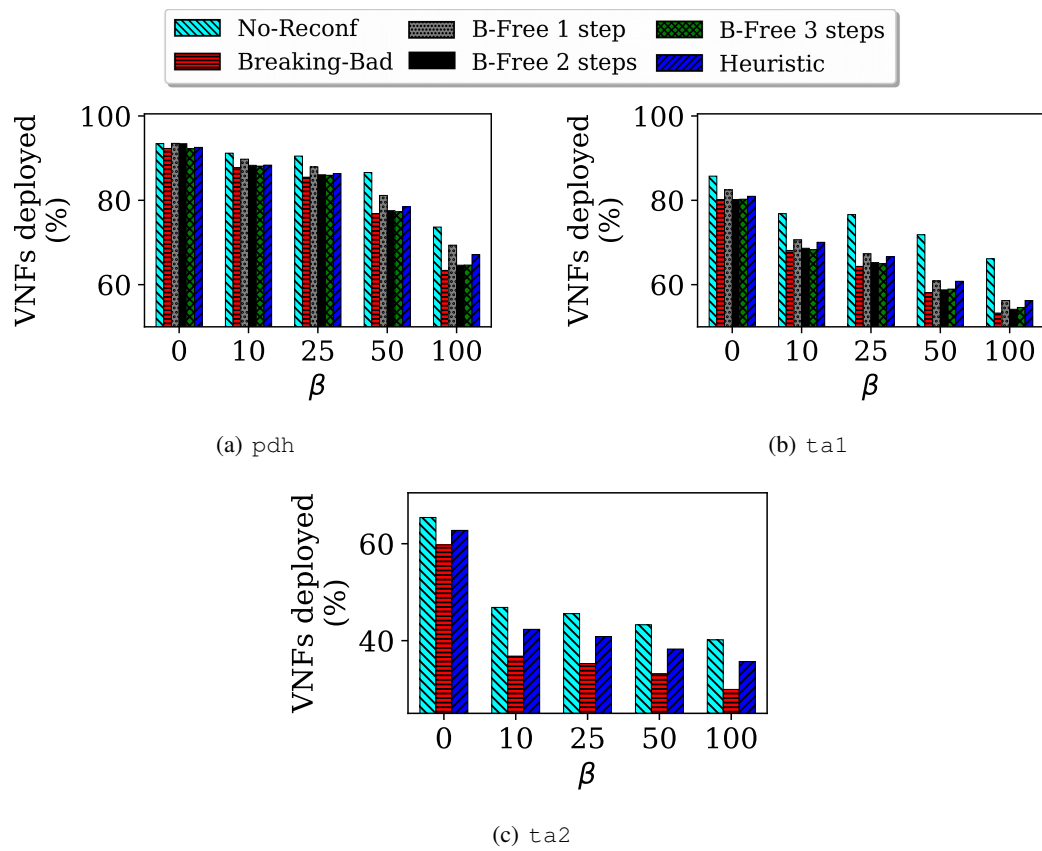 No-Reconf B-Free 1 step B-Free 3 steps
Breaking-Bad B-Free 2 steps Heuristic
VNFs deployed
(%)
100
80
60
0 10 25 50 100
β
(a) pdh
VNFs deployed
(%)
100
80
60
0 10 25 50 100
β
(b) ta1
VNFs deployed
(%)
60
40
0 10 25 50 100
β
(c) ta2